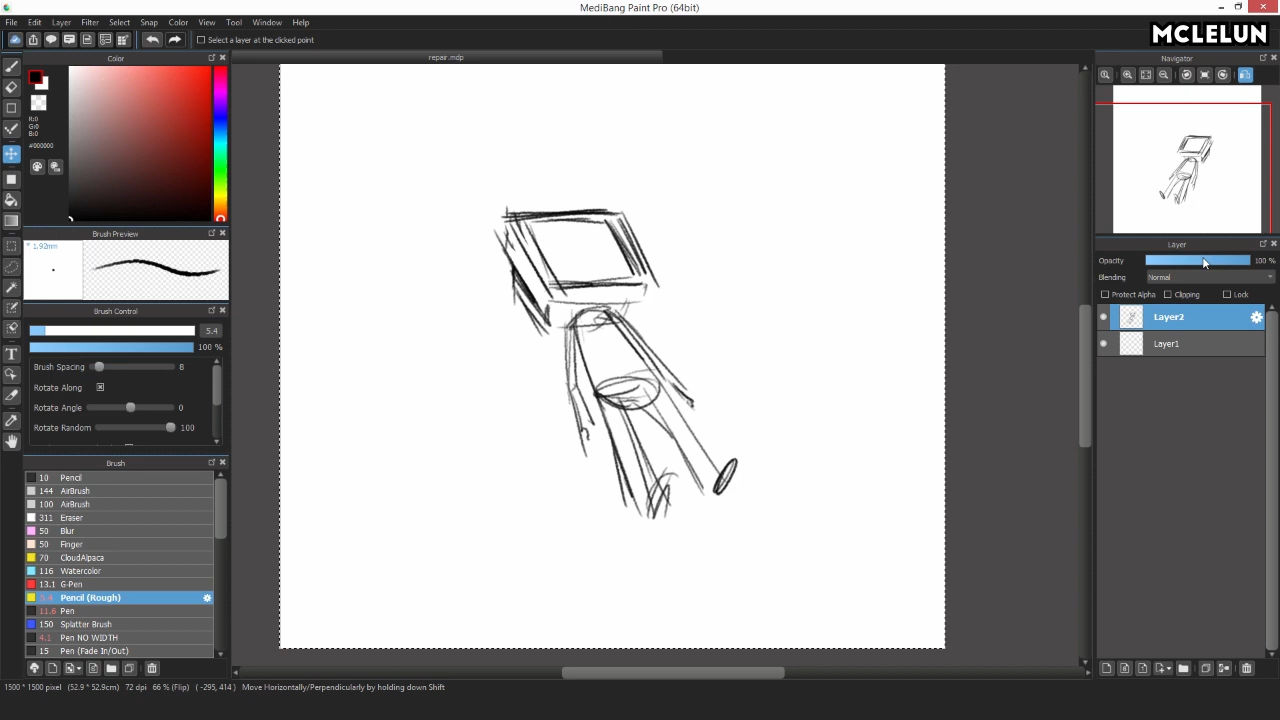 MediBang Paint Pro (64bit)
File Edit Layer Filter Select Snap Color View Tool Window Help
MCLELUN
Select a layer at the clicked point
Color
repair.mdp
Navigator
R:0
G:0
B:0
#000000
Brush Preview
* 1.92mm
Layer
Opacity 100 %
Blending Normal
Protect Alpha Clipping Lock
Brush Control
Layer2
5.4
Layer1
100 %
Brush Spacing 8
Rotate Along
Rotate Angle 0
Rotate Random 100
Brush
10 Pencil
144 AirBrush
100 AirBrush
311 Eraser
50 Blur
50 Finger
70 CloudAlpaca
116 Watercolor
13.1 G-Pen
5.4 Pencil (Rough)
11.6 Pen
150 Splatter Brush
4.1 Pen NO WIDTH
15 Pen (Fade In/Out)
1500 * 1500 pixel (52.9 * 52.9cm) 72 dpi 66 % (Flip) ( -295, 414 ) Move Horizontally/Perpendicularly by holding down Shift